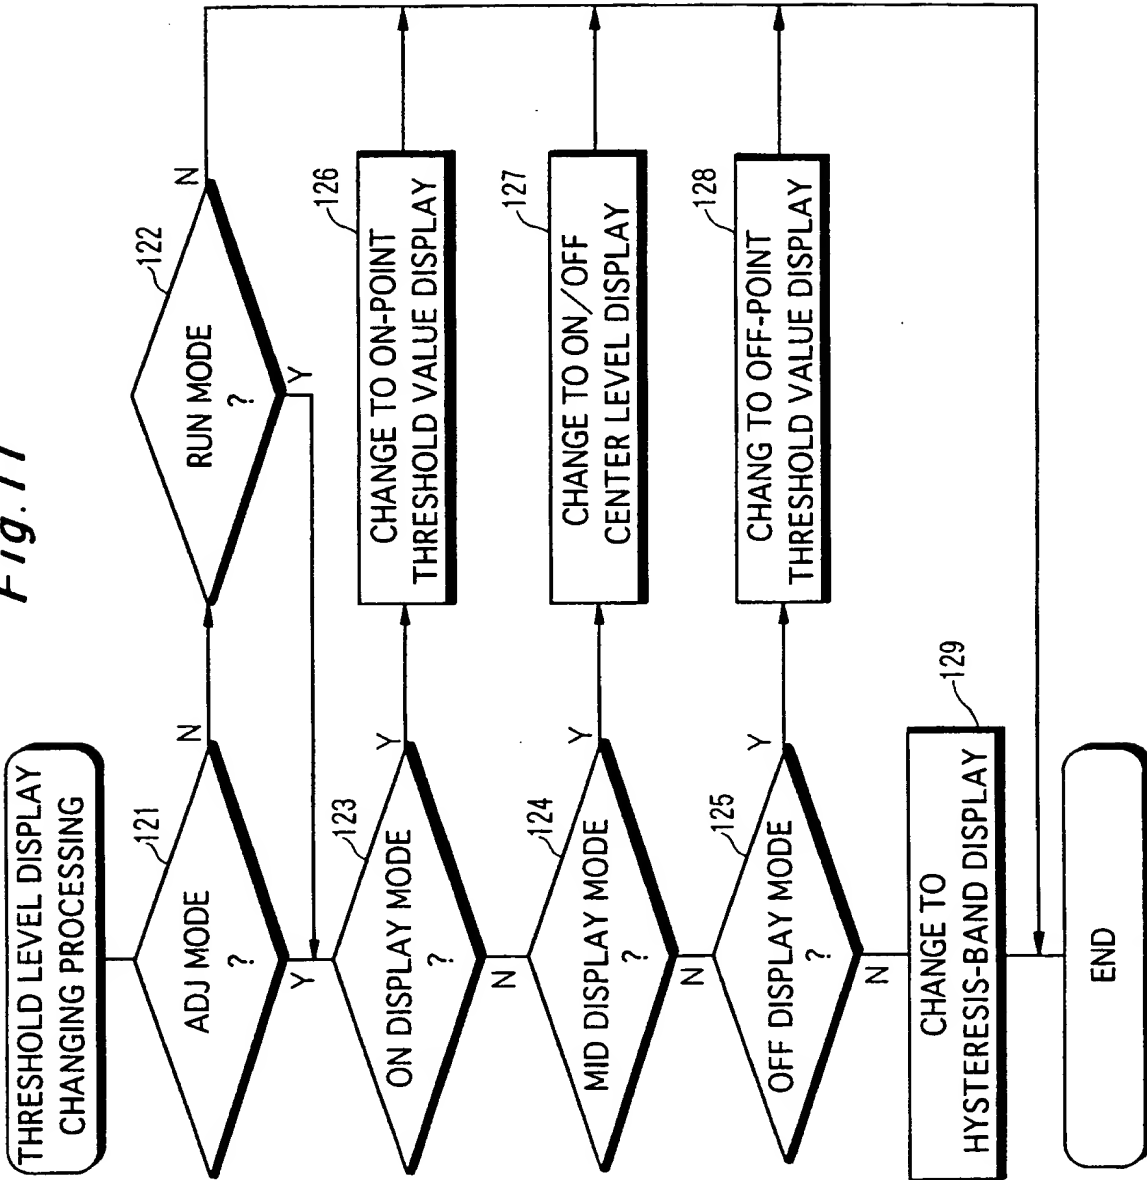 Fig.11
THRESHOLD LEVEL DISPLAY
CHANGING PROCESSING
121
ADJ MODE
?
N
Y
122
RUN MODE
?
N
Y
123
ON DISPLAY MODE
?
Y
N
126
CHANGE TO ON-POINT
THRESHOLD VALUE DISPLAY
124
MID DISPLAY MODE
?
Y
N
127
CHANGE TO ON/OFF
CENTER LEVEL DISPLAY
125
OFF DISPLAY MODE
?
Y
N
128
CHANG TO OFF-POINT
THRESHOLD VALUE DISPLAY
129
CHANGE TO
HYSTERESIS-BAND DISPLAY
END